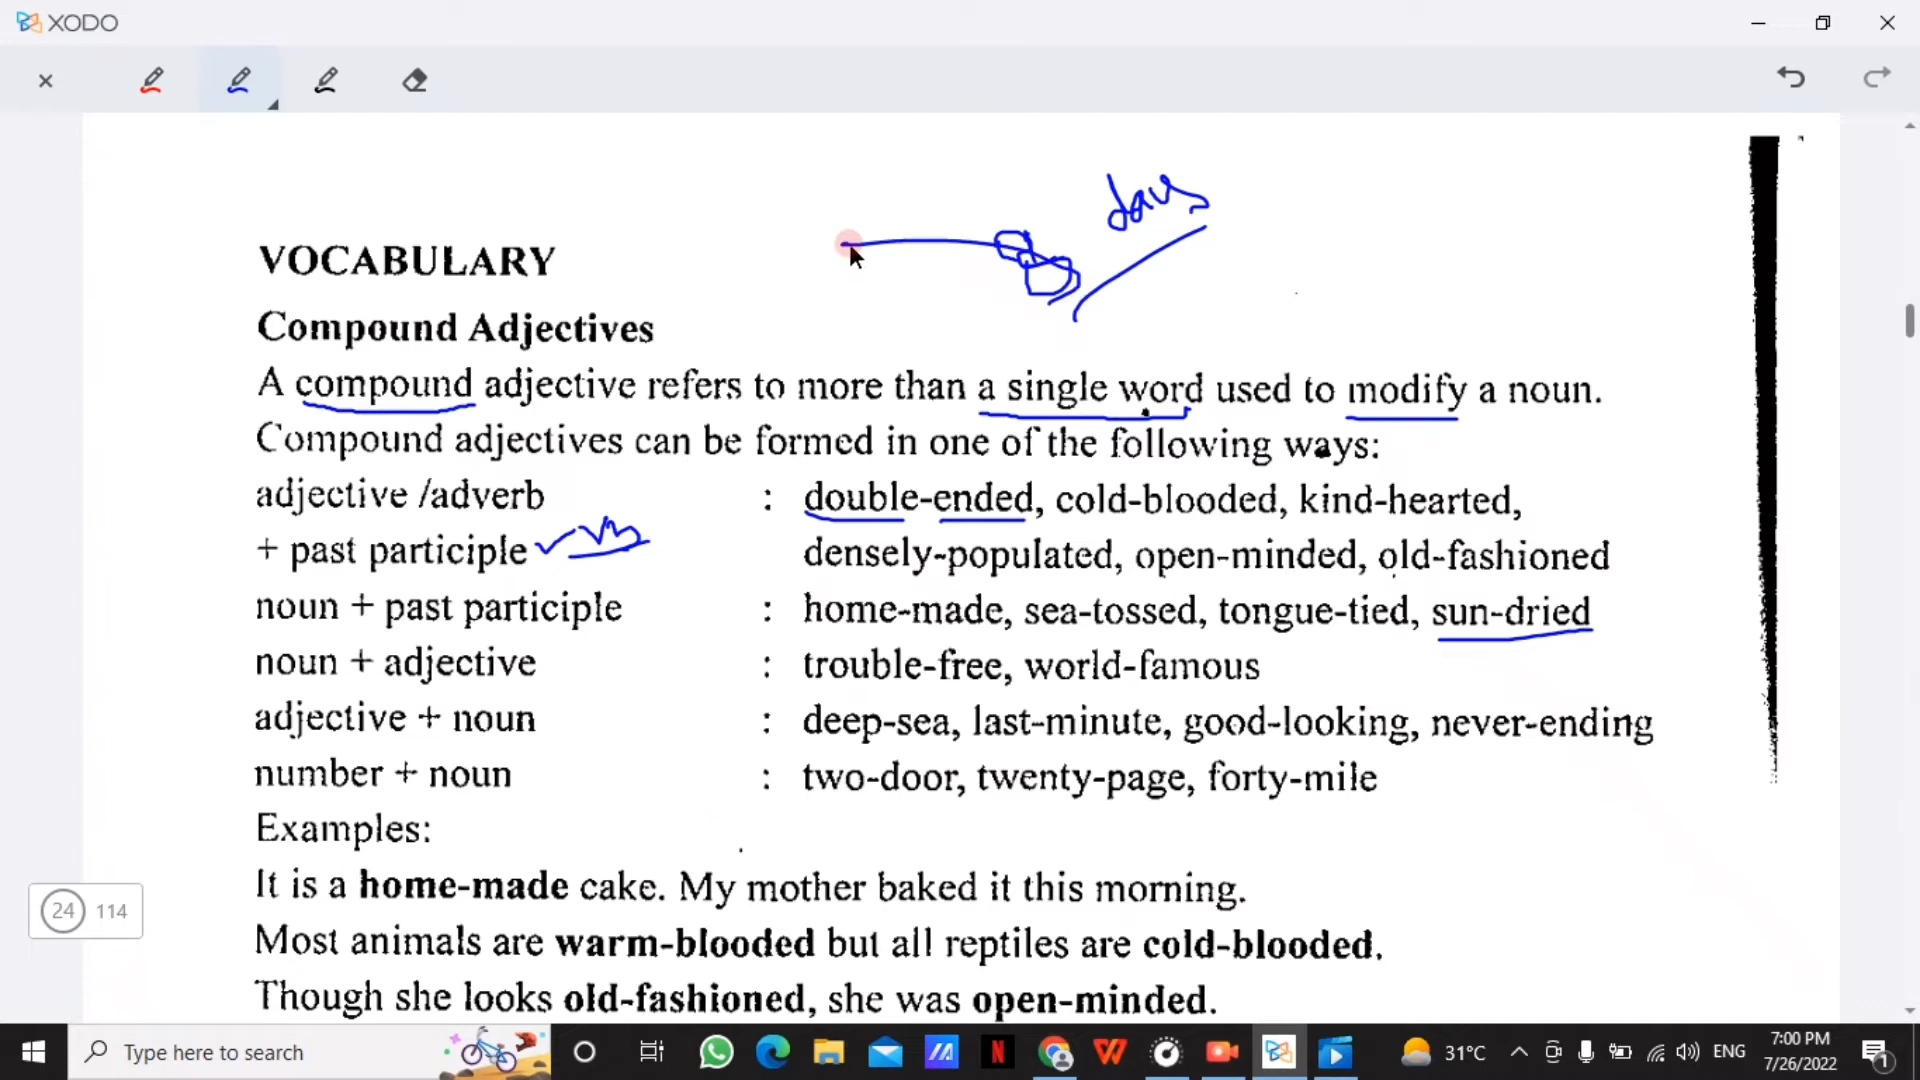 XODO
VOCABULARY
Compound Adjectives
A compound adjective refers to more than a single word used to modify a noun.
Compound adjectives can be formed in one of the following ways:
adjective /adverb : double-ended, cold-blooded, kind-hearted,
+ past participle densely-populated, open-minded, old-fashioned
noun + past participle : home-made, sea-tossed, tongue-tied, sun-dried
noun + adjective : trouble-free, world-famous
adjective + noun : deep-sea, last-minute, good-looking, never-ending
number + noun : two-door, twenty-page, forty-mile
Examples:
It is a home-made cake. My mother baked it this morning.
24 114
Most animals are warm-blooded but all reptiles are cold-blooded.
Though she looks old-fashioned, she was open-minded.
Type here to search
31°C
ENG
7:00 PM
7/26/2022
1